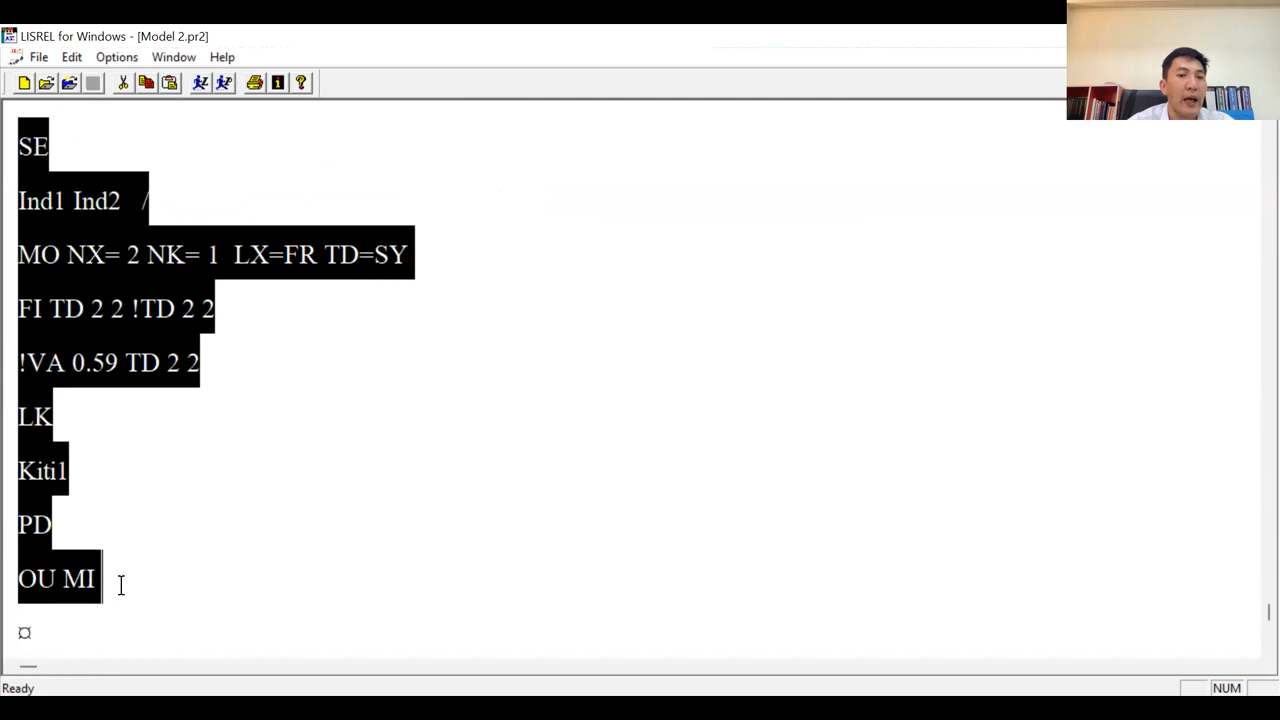 LISREL for Windows - [Model 2.pr2]
File Edit Options Window Help
SE
Ind1 Ind2 /
MO NX= 2 NK= 1 LX=FR TD=SY
FI TD 2 2 !TD 2 2
!VA 0.59 TD 2 2
LK
Kiti1
PD
OU MI
Ready NUM